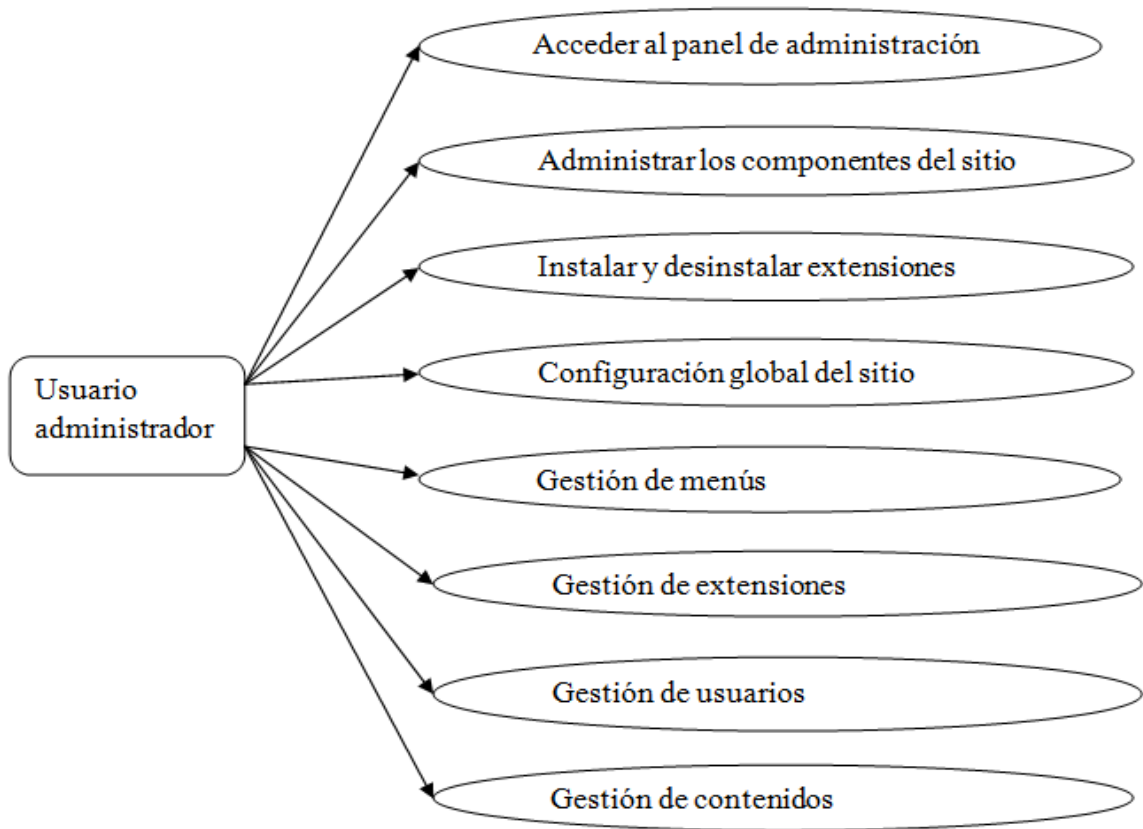 Acceder al panel de administración
Administrar los componentes del sitio
Instalar y desinstalar extensiones
Configuración global del sitio
Usuario
administrador
Gestión de menús
Gestión de extensiones
Gestión de usuarios
Gestión de contenidos